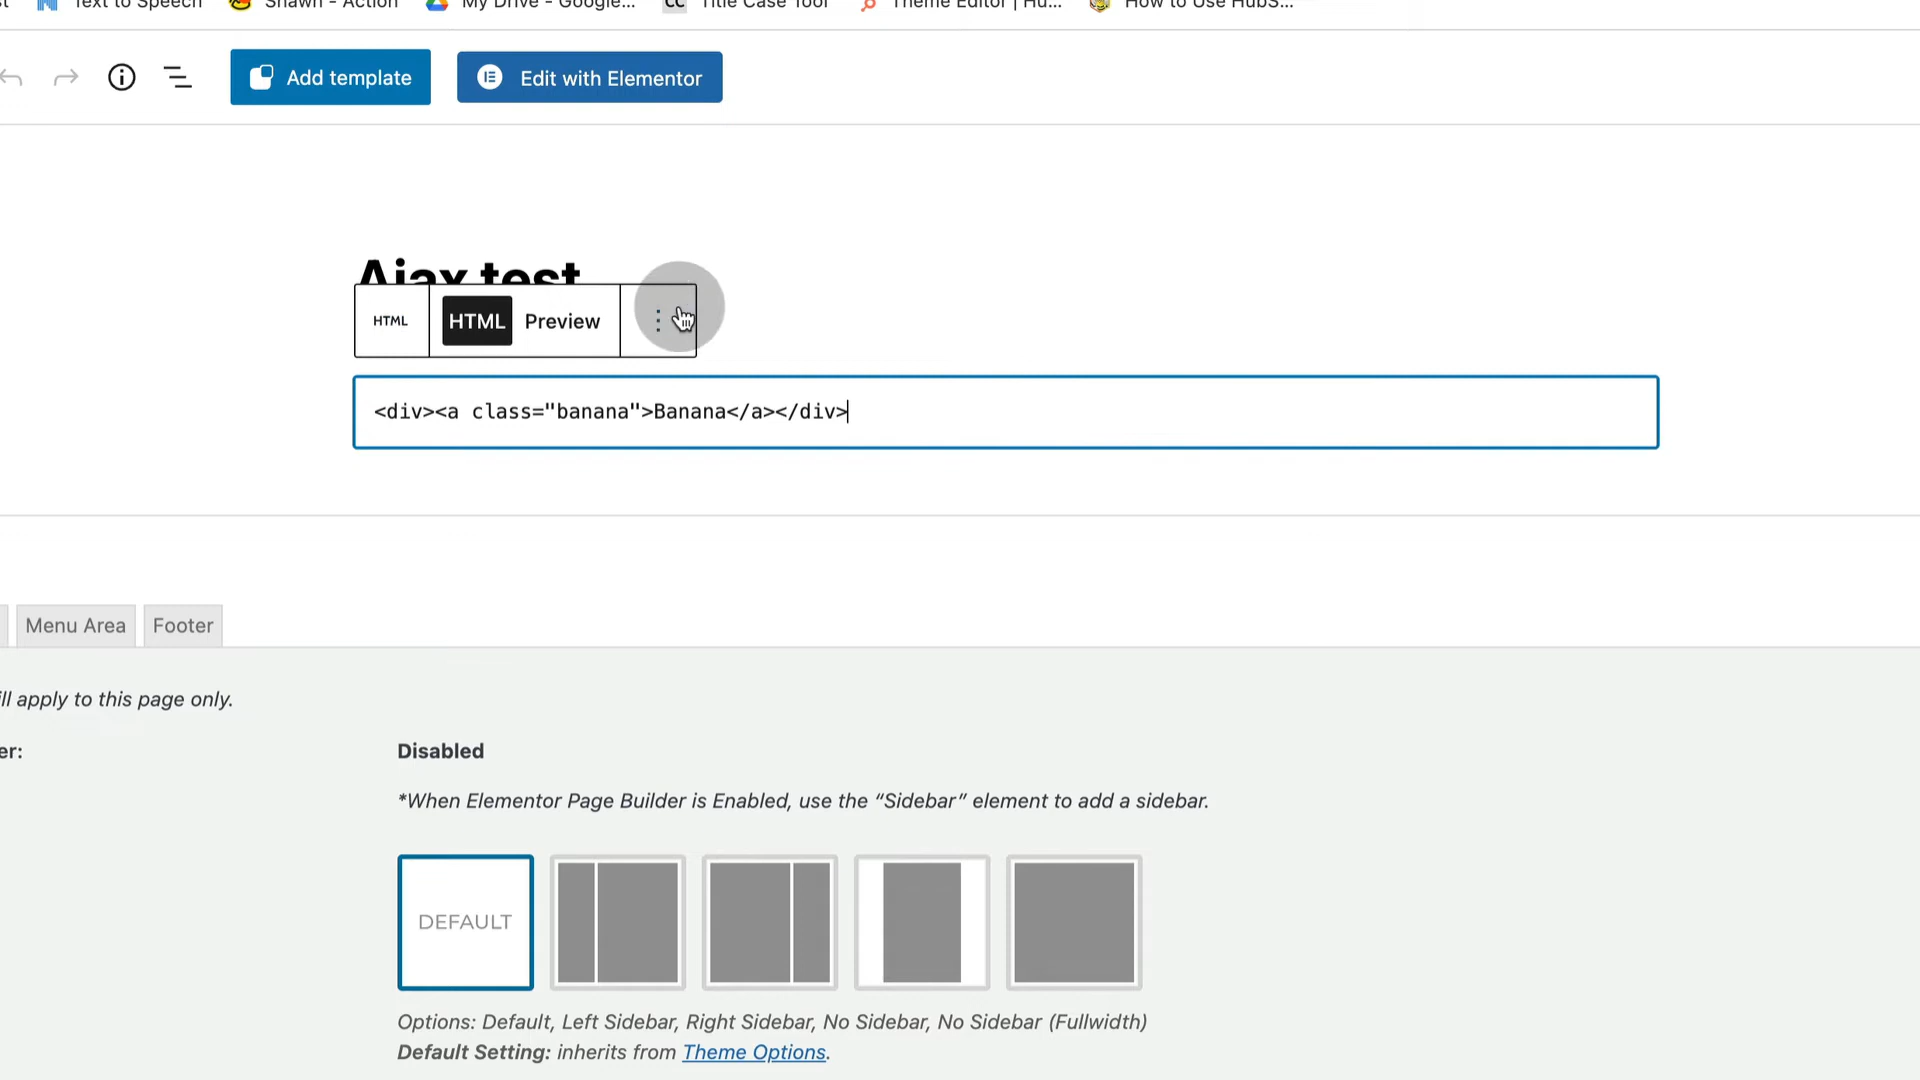 Text to Speech Shawn - Action My Drive - Google... CC Title Case Tool Theme Editor | Hu... How to Use HubS...
Add template Edit with Elementor
Ajax test
HTML HTML Preview
<div><a class="banana">Banana</a></div>
Menu Area Footer
ll apply to this page only.
er: Disabled
*When Elementor Page Builder is Enabled, use the “Sidebar” element to add a sidebar.
DEFAULT
Options: Default, Left Sidebar, Right Sidebar, No Sidebar, No Sidebar (Fullwidth)
Default Setting: inherits from Theme Options.